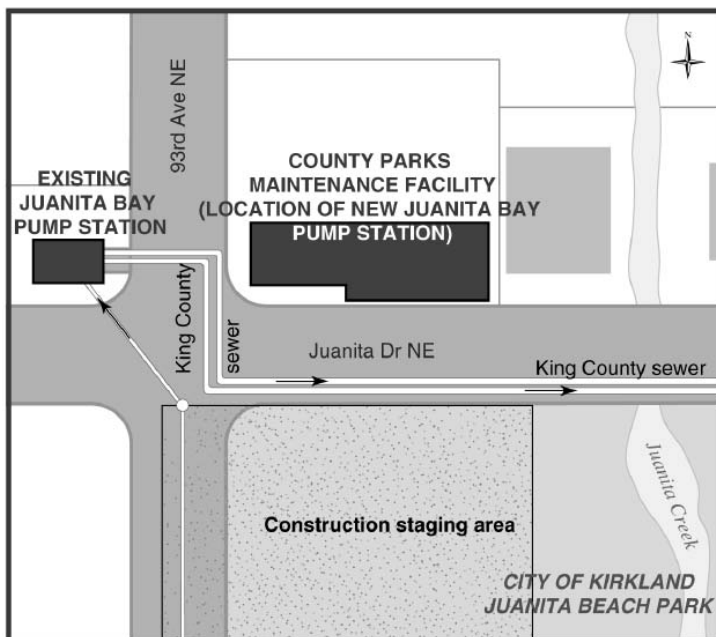 N
93rd Ave NE
EXISTING
JUANITA BAY
PUMP STATION
COUNTY PARKS
MAINTENANCE FACILITY
(LOCATION OF NEW JUANITA BAY
PUMP STATION)
King County
sewer
Juanita Dr NE
King County sewer
Juanita Creek
Construction staging area
CITY OF KIRKLAND
JUANITA BEACH PARK